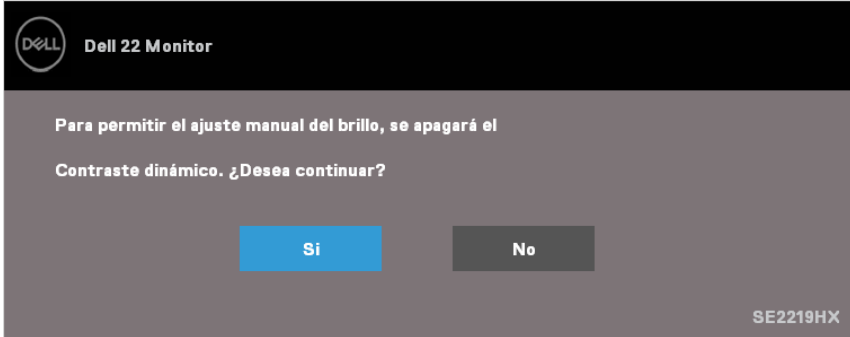 DELL
Dell 22 Monitor
Para permitir el ajuste manual del brillo, se apagará el
Contraste dinámico. ¿Desea continuar?
Sí
No
SE2219HX